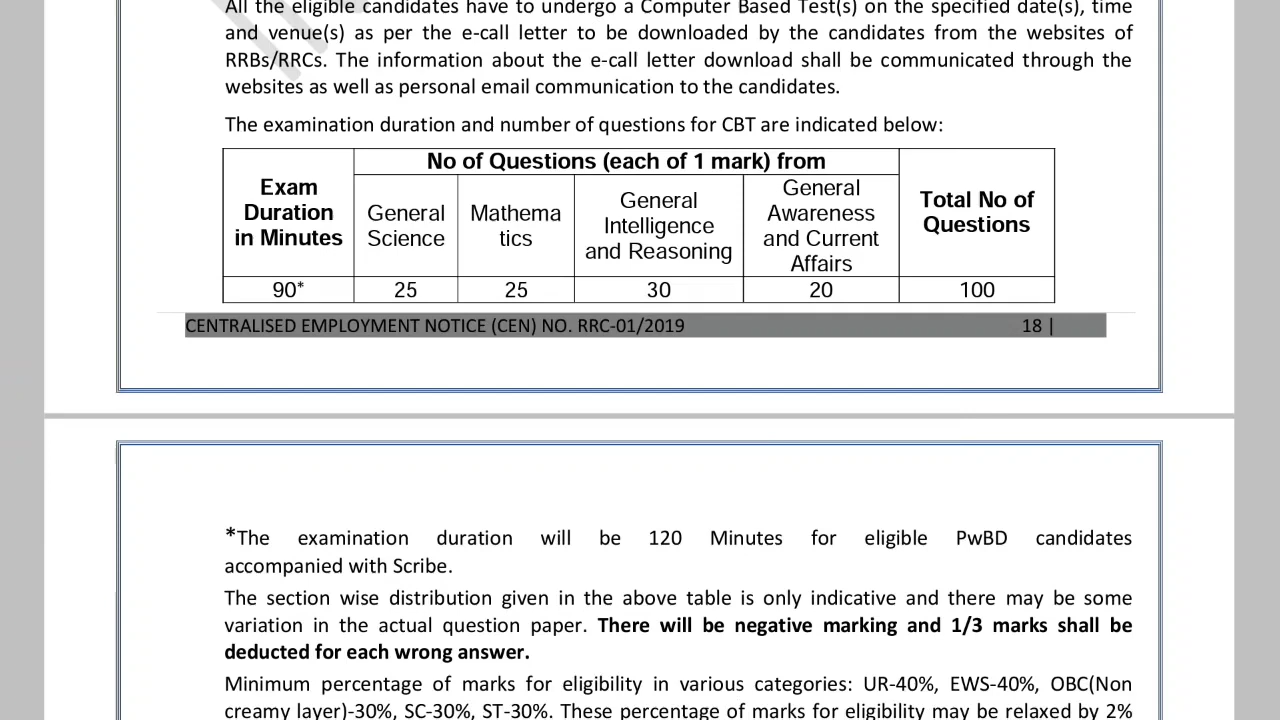 All the eligible candidates have to undergo a Computer Based Test(s) on the specified date(s), time
and venue(s) as per the e-call letter to be downloaded by the candidates from the websites of
RRBs/RRCs. The information about the e-call letter download shall be communicated through the
websites as well as personal email communication to the candidates.
The examination duration and number of questions for CBT are indicated below:
Exam Duration in Minutes
No of Questions (each of 1 mark) from
General Science
Mathema tics
General Intelligence and Reasoning
General Awareness and Current Affairs
Total No of Questions
90* 25 25 30 20 100
CENTRALISED EMPLOYMENT NOTICE (CEN) NO. RRC-01/2019 18 |
*The examination duration will be 120 Minutes for eligible PwBD candidates
accompanied with Scribe.
The section wise distribution given in the above table is only indicative and there may be some
variation in the actual question paper. There will be negative marking and 1/3 marks shall be
deducted for each wrong answer.
Minimum percentage of marks for eligibility in various categories: UR-40%, EWS-40%, OBC(Non
creamy layer)-30%, SC-30%, ST-30%. These percentage of marks for eligibility may be relaxed by 2%